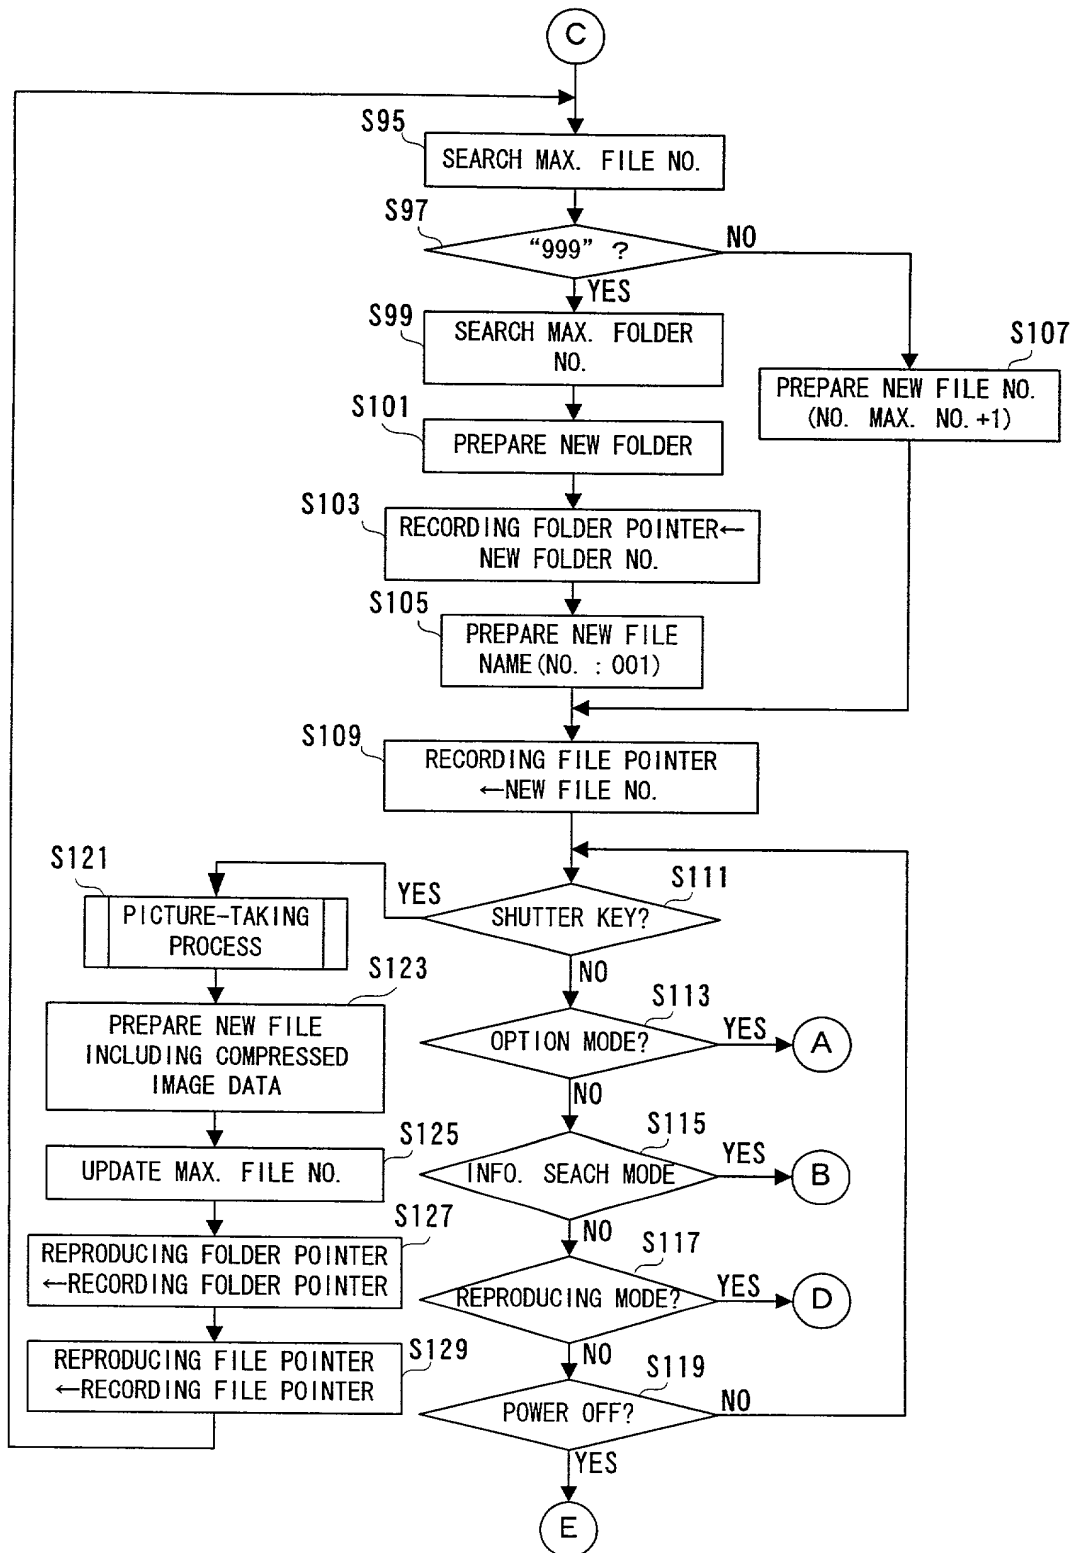 C
S95
SEARCH MAX. FILE NO.
S97
"999" ?
NO
YES
S99
SEARCH MAX. FOLDER
NO.
S107
PREPARE NEW FILE NO.
(NO. MAX. NO.+1)
S101
PREPARE NEW FOLDER
S103
RECORDING FOLDER POINTER←
NEW FOLDER NO.
S105
PREPARE NEW FILE
NAME(NO. :001)
S109
RECORDING FILE POINTER
←NEW FILE NO.
S111
SHUTTER KEY?
YES
NO
S121
PICTURE-TAKING
PROCESS
S113
OPTION MODE?
YES
A
NO
S123
PREPARE NEW FILE
INCLUDING COMPRESSED
IMAGE DATA
S115
INFO. SEACH MODE
YES
B
NO
S125
UPDATE MAX. FILE NO.
S117
REPRODUCING MODE?
YES
D
NO
S127
REPRODUCING FOLDER POINTER
←RECORDING FOLDER POINTER
S119
POWER OFF?
NO
YES
S129
REPRODUCING FILE POINTER
←RECORDING FILE POINTER
E